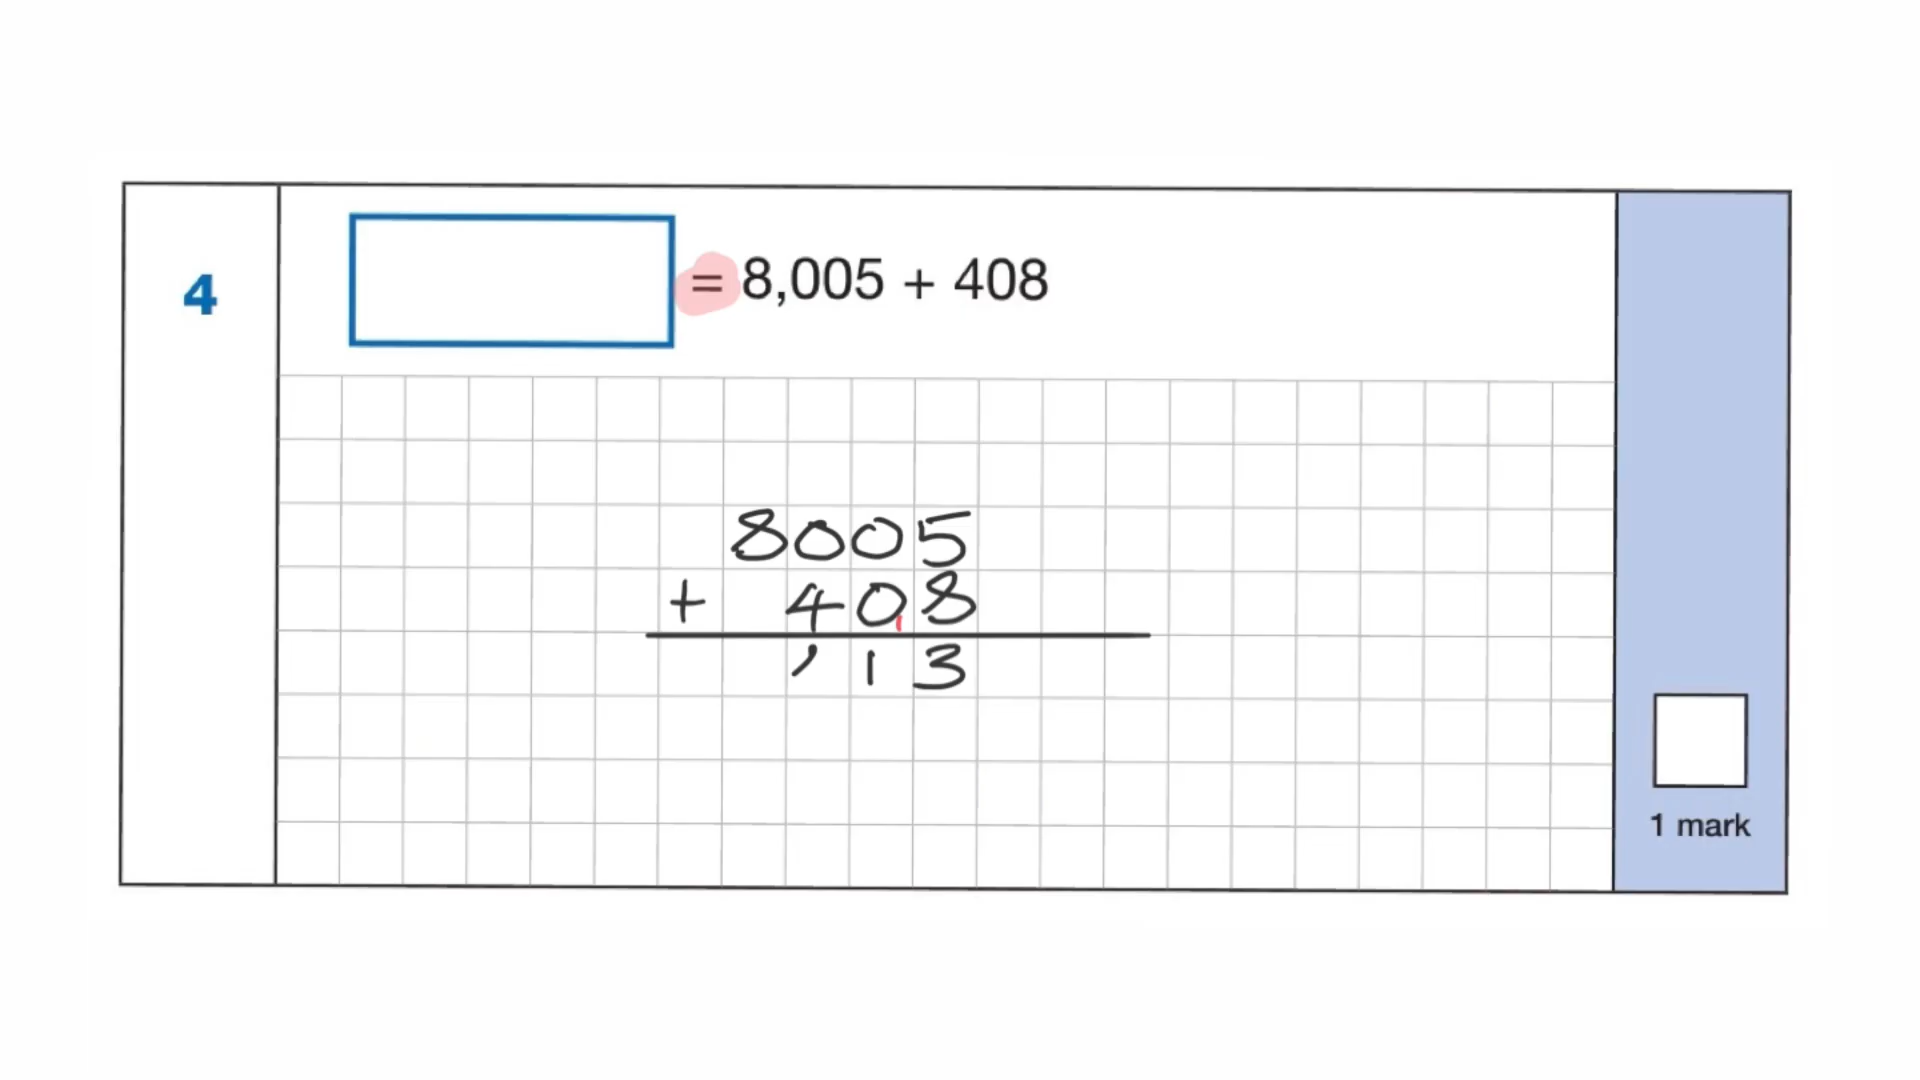 4
= 8,005 + 408
8005
+ 408
13
1 mark